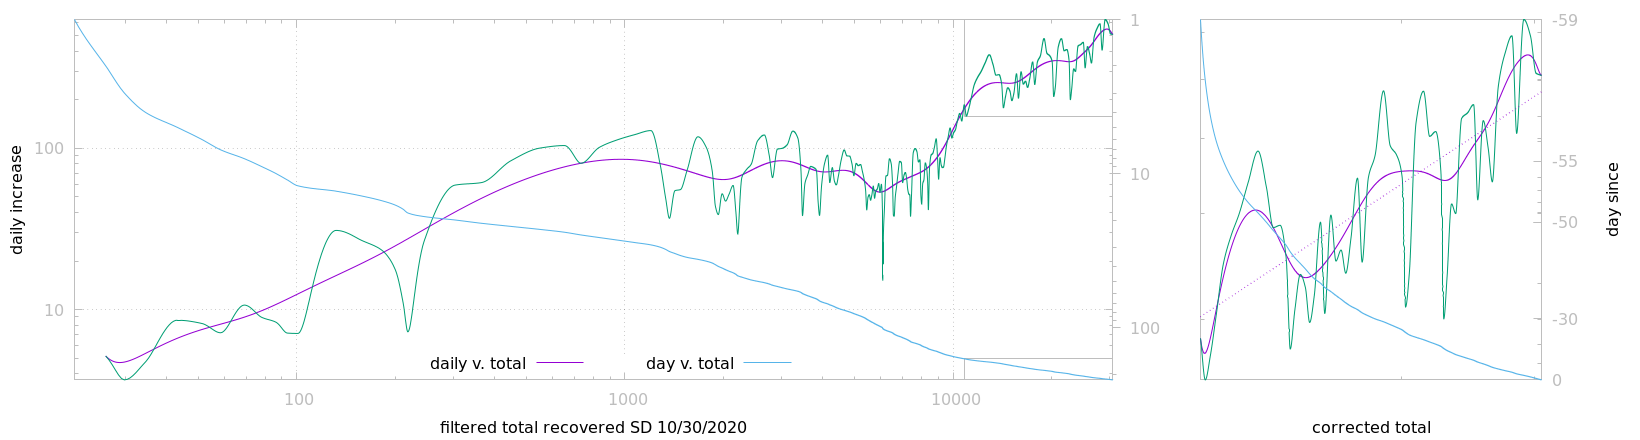 daily increase
100
10
daily v. total
day v. total
100
1000
10000
filtered total recovered SD 10/30/2020
1
10
100
-59
-55
-50
-30
0
day since
corrected total